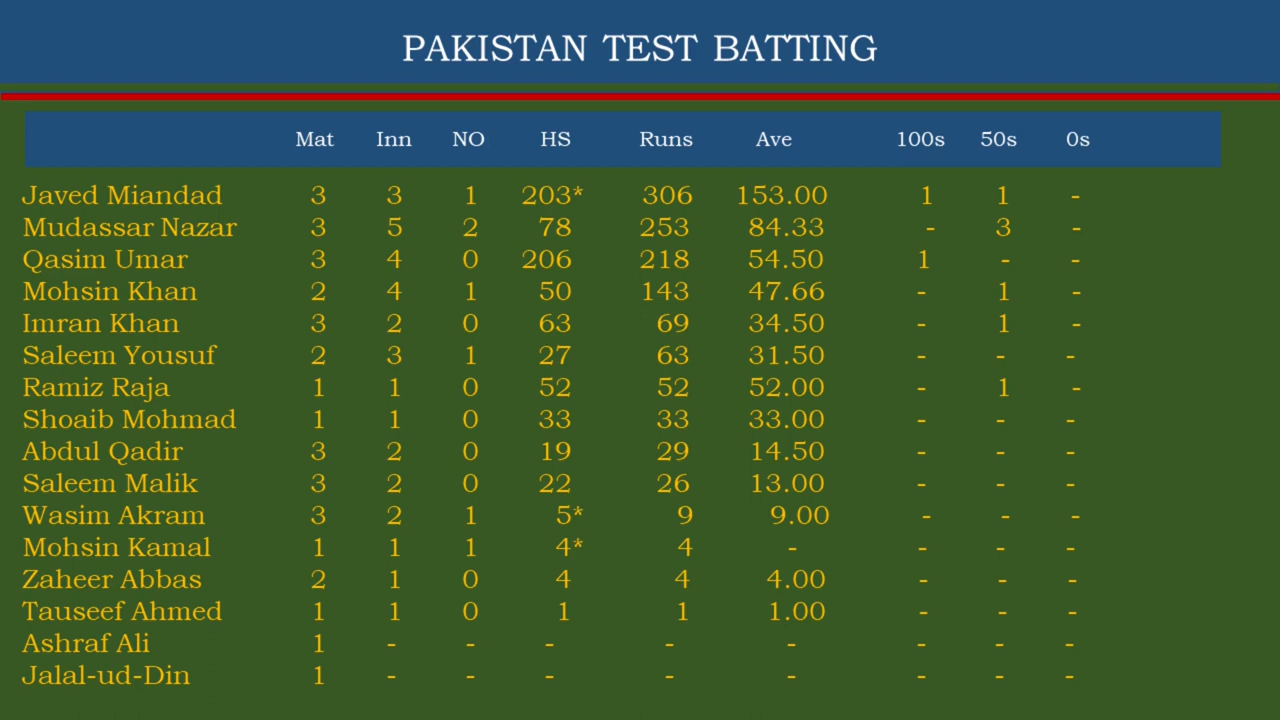 PAKISTAN TEST BATTING
Mat Inn NO HS Runs Ave 100s 50s 0s
Javed Miandad 3 3 1 203* 306 153.00 1 1 -
Mudassar Nazar 3 5 2 78 253 84.33 - 3 -
Qasim Umar 3 4 0 206 218 54.50 1 - -
Mohsin Khan 2 4 1 50 143 47.66 - 1 -
Imran Khan 3 2 0 63 69 34.50 - 1 -
Saleem Yousuf 2 3 1 27 63 31.50 - - -
Ramiz Raja 1 1 0 52 52 52.00 - 1 -
Shoaib Mohmad 1 1 0 33 33 33.00 - - -
Abdul Qadir 3 2 0 19 29 14.50 - - -
Saleem Malik 3 2 0 22 26 13.00 - - -
Wasim Akram 3 2 1 5* 9 9.00 - - -
Mohsin Kamal 1 1 1 4* 4 - - - -
Zaheer Abbas 2 1 0 4 4 4.00 - - -
Tauseef Ahmed 1 1 0 1 1 1.00 - - -
Ashraf Ali 1 - - - - - - - -
Jalal-ud-Din 1 - - - - - - - -